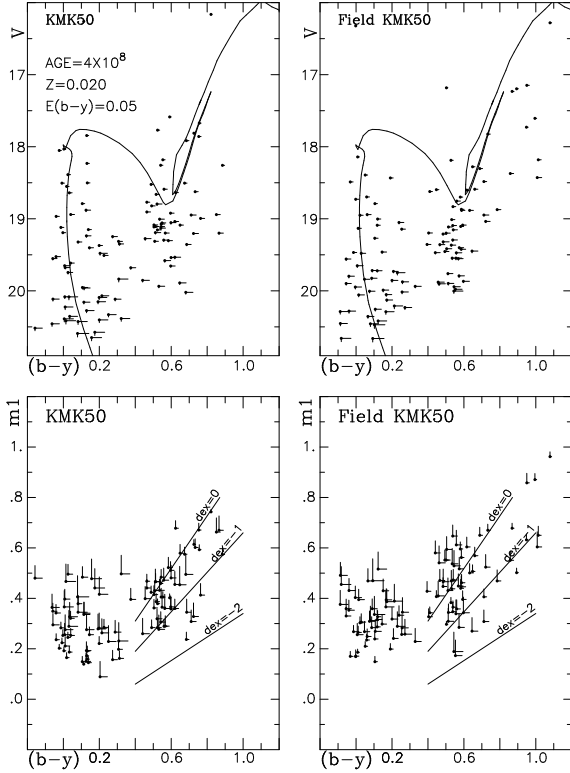 KMK50
Field KMK50
V
V
AGE=4X10⁸
Z=0.020
E(b-y)=0.05
17
18
19
20
17
18
19
20
(b-y) 0.2 0.6 1.0
(b-y) 0.2 0.6 1.0
m1
m1
KMK50
Field KMK50
1.
.8
.6
.4
.2
.0
1.
.8
.6
.4
.2
.0
dex=0
dex=-1
dex=-2
dex=0
dex=-1
dex=-2
(b-y) 0.2 0.6 1.0
(b-y) 0.2 0.6 1.0